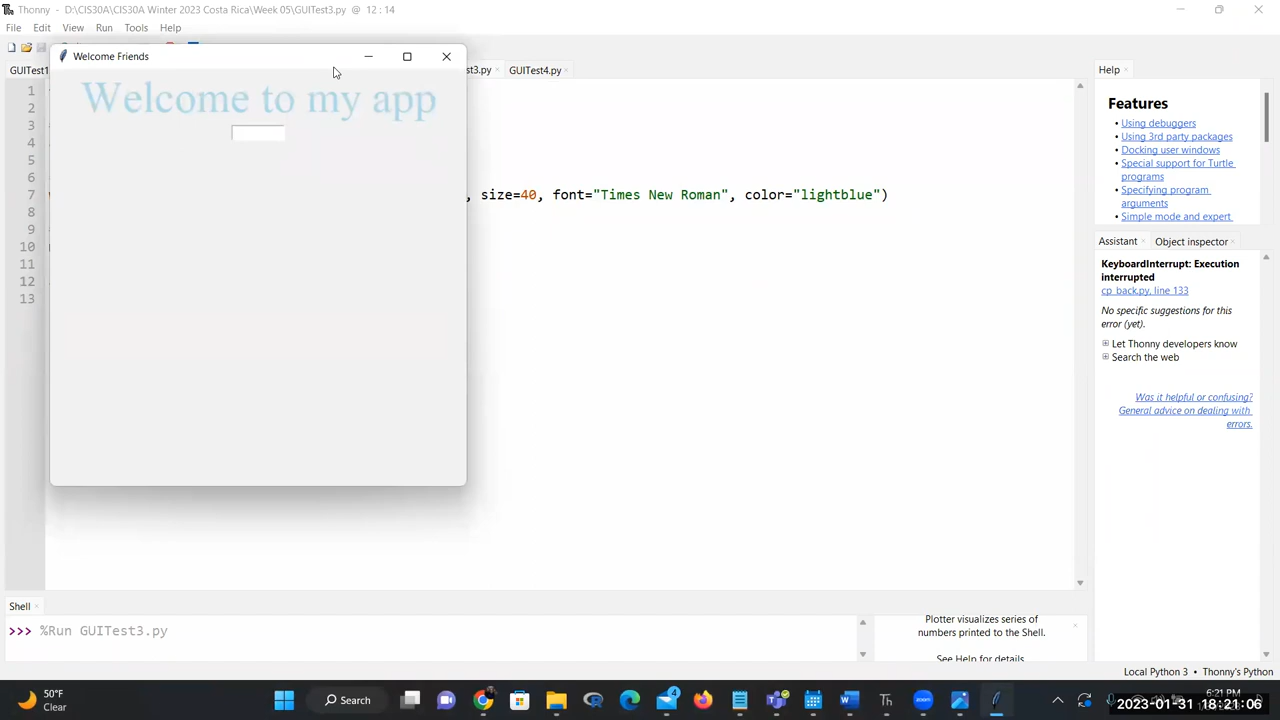 Thonny - D:\CIS30A\CIS30A Winter 2023 Costa Rica\Week 05\GUITest3.py @ 12 : 14
File Edit View Run Tools Help
Welcome Friends
GUITest1
st3.py × GUITest4.py ×
Welcome to my app
1
2
3
4
5
6
7 , size=40, font="Times New Roman", color="lightblue")
8
9
10
11
12
13
Help ×
Features
• Using debuggers
• Using 3rd party packages
• Docking user windows
• Special support for Turtle
programs
• Specifying program
arguments
• Simple mode and expert
Assistant × Object inspector ×
KeyboardInterrupt: Execution
interrupted
cp_back.py, line 133
No specific suggestions for this
error (yet).
Let Thonny developers know
Search the web
Was it helpful or confusing?
General advice on dealing with
errors.
Shell ×
>>> %Run GUITest3.py
Plotter visualizes series of
numbers printed to the Shell.
See Help for details
Local Python 3 • Thonny's Python
50°F
Clear
Search
4
6:21 PM
2023-01-31 18:21:06